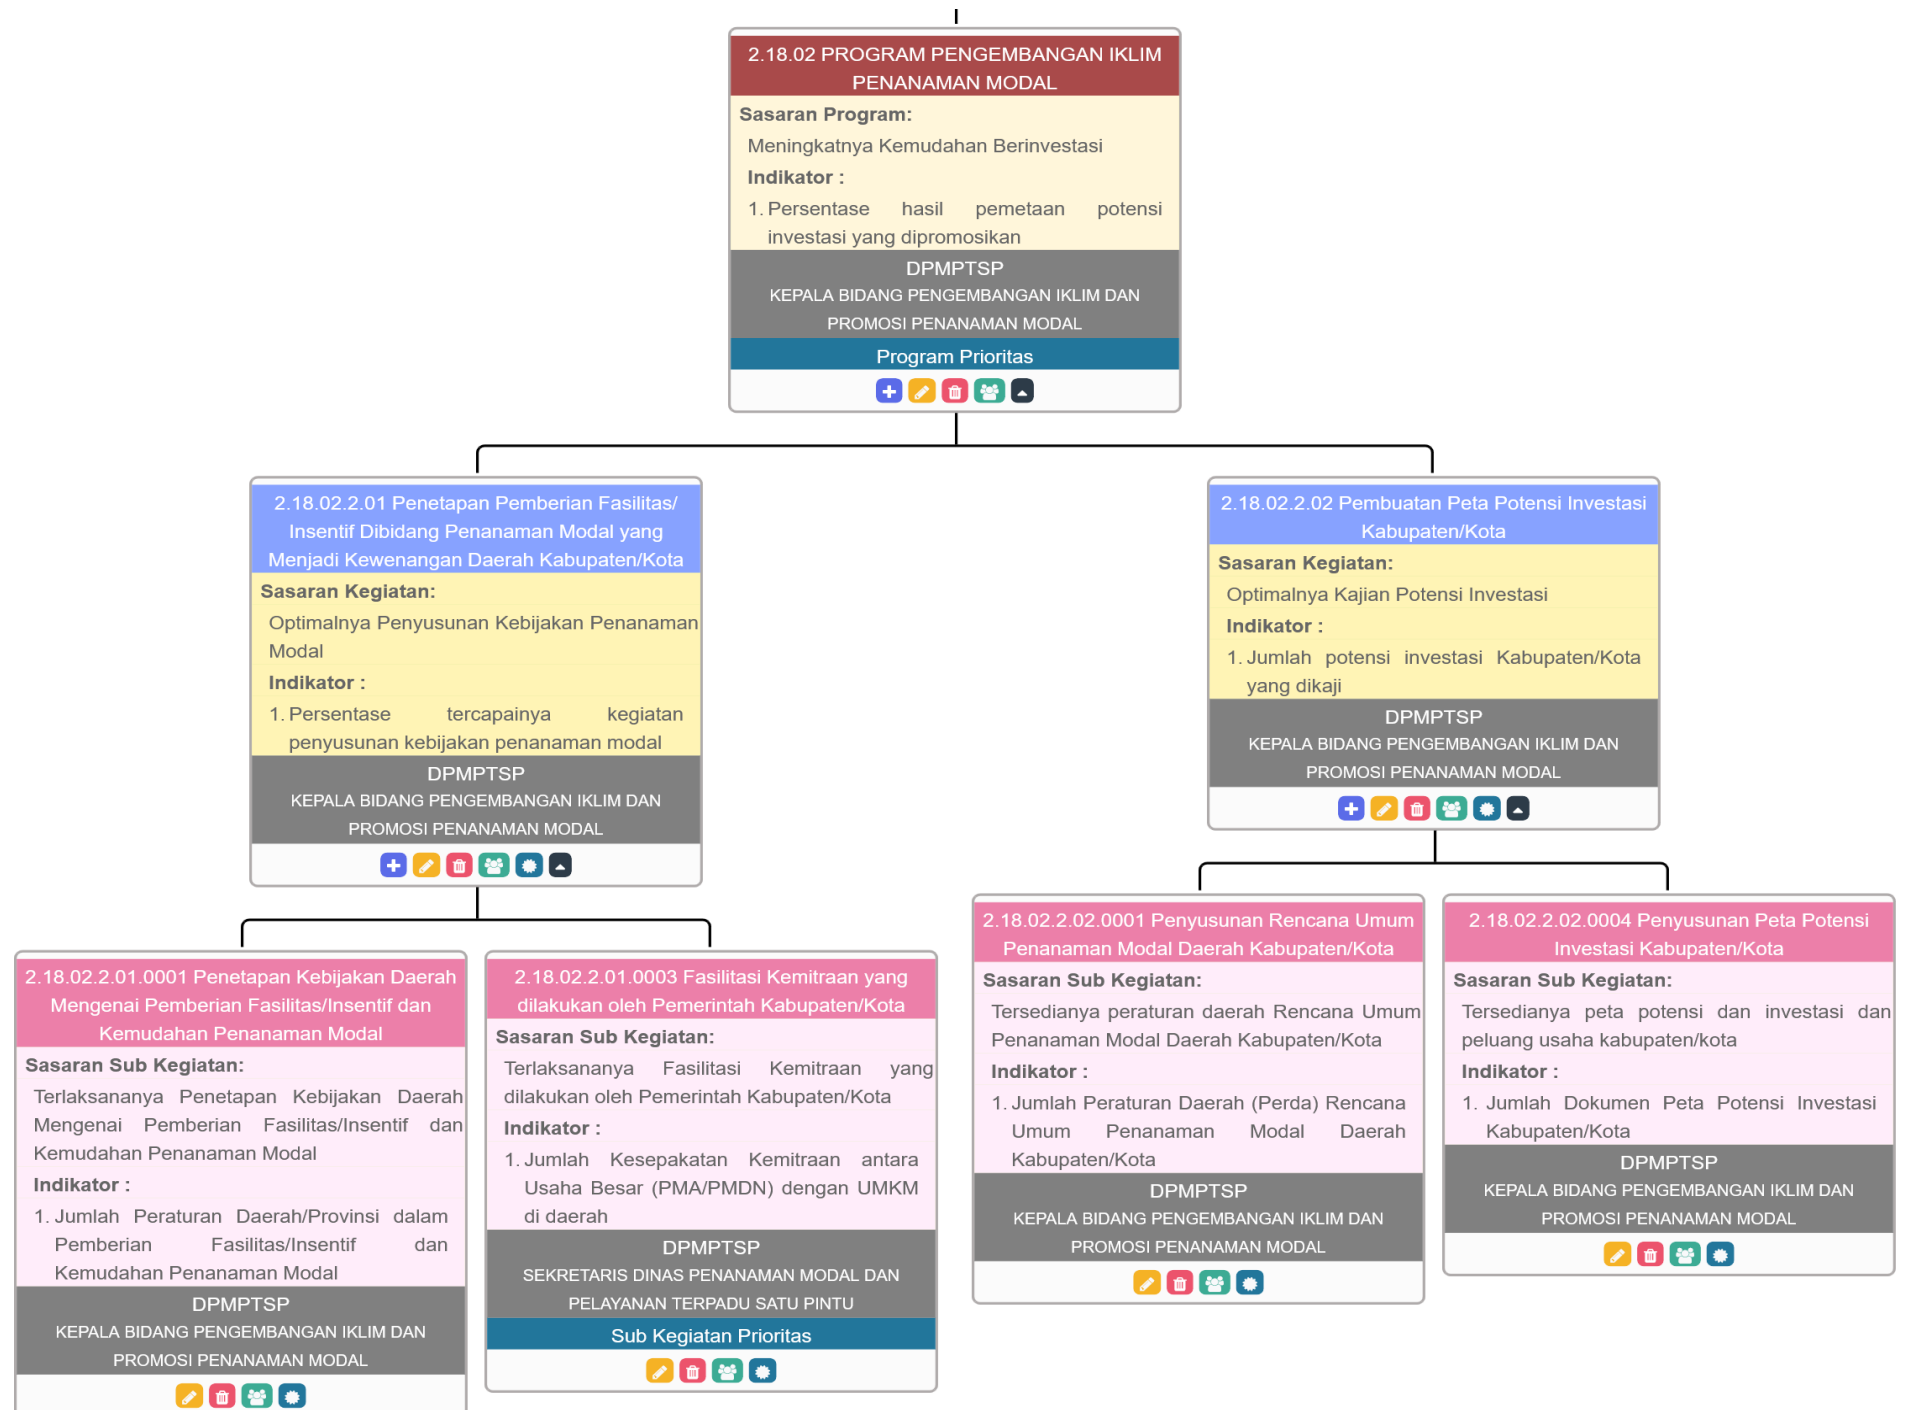 2.18.02 PROGRAM PENGEMBANGAN IKLIM
PENANAMAN MODAL
Sasaran Program:
Meningkatnya Kemudahan Berinvestasi
Indikator :
1. Persentase hasil pemetaan potensi
investasi yang dipromosikan
DPMPTSP
KEPALA BIDANG PENGEMBANGAN IKLIM DAN
PROMOSI PENANAMAN MODAL
Program Prioritas
2.18.02.2.01 Penetapan Pemberian Fasilitas/
Insentif Dibidang Penanaman Modal yang
Menjadi Kewenangan Daerah Kabupaten/Kota
Sasaran Kegiatan:
Optimalnya Penyusunan Kebijakan Penanaman
Modal
Indikator :
1. Persentase tercapainya kegiatan
penyusunan kebijakan penanaman modal
DPMPTSP
KEPALA BIDANG PENGEMBANGAN IKLIM DAN
PROMOSI PENANAMAN MODAL
2.18.02.2.02 Pembuatan Peta Potensi Investasi
Kabupaten/Kota
Sasaran Kegiatan:
Optimalnya Kajian Potensi Investasi
Indikator :
1. Jumlah potensi investasi Kabupaten/Kota
yang dikaji
DPMPTSP
KEPALA BIDANG PENGEMBANGAN IKLIM DAN
PROMOSI PENANAMAN MODAL
2.18.02.2.01.0001 Penetapan Kebijakan Daerah
Mengenai Pemberian Fasilitas/Insentif dan
Kemudahan Penanaman Modal
Sasaran Sub Kegiatan:
Terlaksananya Penetapan Kebijakan Daerah
Mengenai Pemberian Fasilitas/Insentif dan
Kemudahan Penanaman Modal
Indikator :
1. Jumlah Peraturan Daerah/Provinsi dalam
Pemberian Fasilitas/Insentif dan
Kemudahan Penanaman Modal
DPMPTSP
KEPALA BIDANG PENGEMBANGAN IKLIM DAN
PROMOSI PENANAMAN MODAL
2.18.02.2.01.0003 Fasilitasi Kemitraan yang
dilakukan oleh Pemerintah Kabupaten/Kota
Sasaran Sub Kegiatan:
Terlaksananya Fasilitasi Kemitraan yang
dilakukan oleh Pemerintah Kabupaten/Kota
Indikator :
1. Jumlah Kesepakatan Kemitraan antara
Usaha Besar (PMA/PMDN) dengan UMKM
di daerah
DPMPTSP
SEKRETARIS DINAS PENANAMAN MODAL DAN
PELAYANAN TERPADU SATU PINTU
Sub Kegiatan Prioritas
2.18.02.2.02.0001 Penyusunan Rencana Umum
Penanaman Modal Daerah Kabupaten/Kota
Sasaran Sub Kegiatan:
Tersedianya peraturan daerah Rencana Umum
Penanaman Modal Daerah Kabupaten/Kota
Indikator :
1. Jumlah Peraturan Daerah (Perda) Rencana
Umum Penanaman Modal Daerah
Kabupaten/Kota
DPMPTSP
KEPALA BIDANG PENGEMBANGAN IKLIM DAN
PROMOSI PENANAMAN MODAL
2.18.02.2.02.0004 Penyusunan Peta Potensi
Investasi Kabupaten/Kota
Sasaran Sub Kegiatan:
Tersedianya peta potensi dan investasi dan
peluang usaha kabupaten/kota
Indikator :
1. Jumlah Dokumen Peta Potensi Investasi
Kabupaten/Kota
DPMPTSP
KEPALA BIDANG PENGEMBANGAN IKLIM DAN
PROMOSI PENANAMAN MODAL